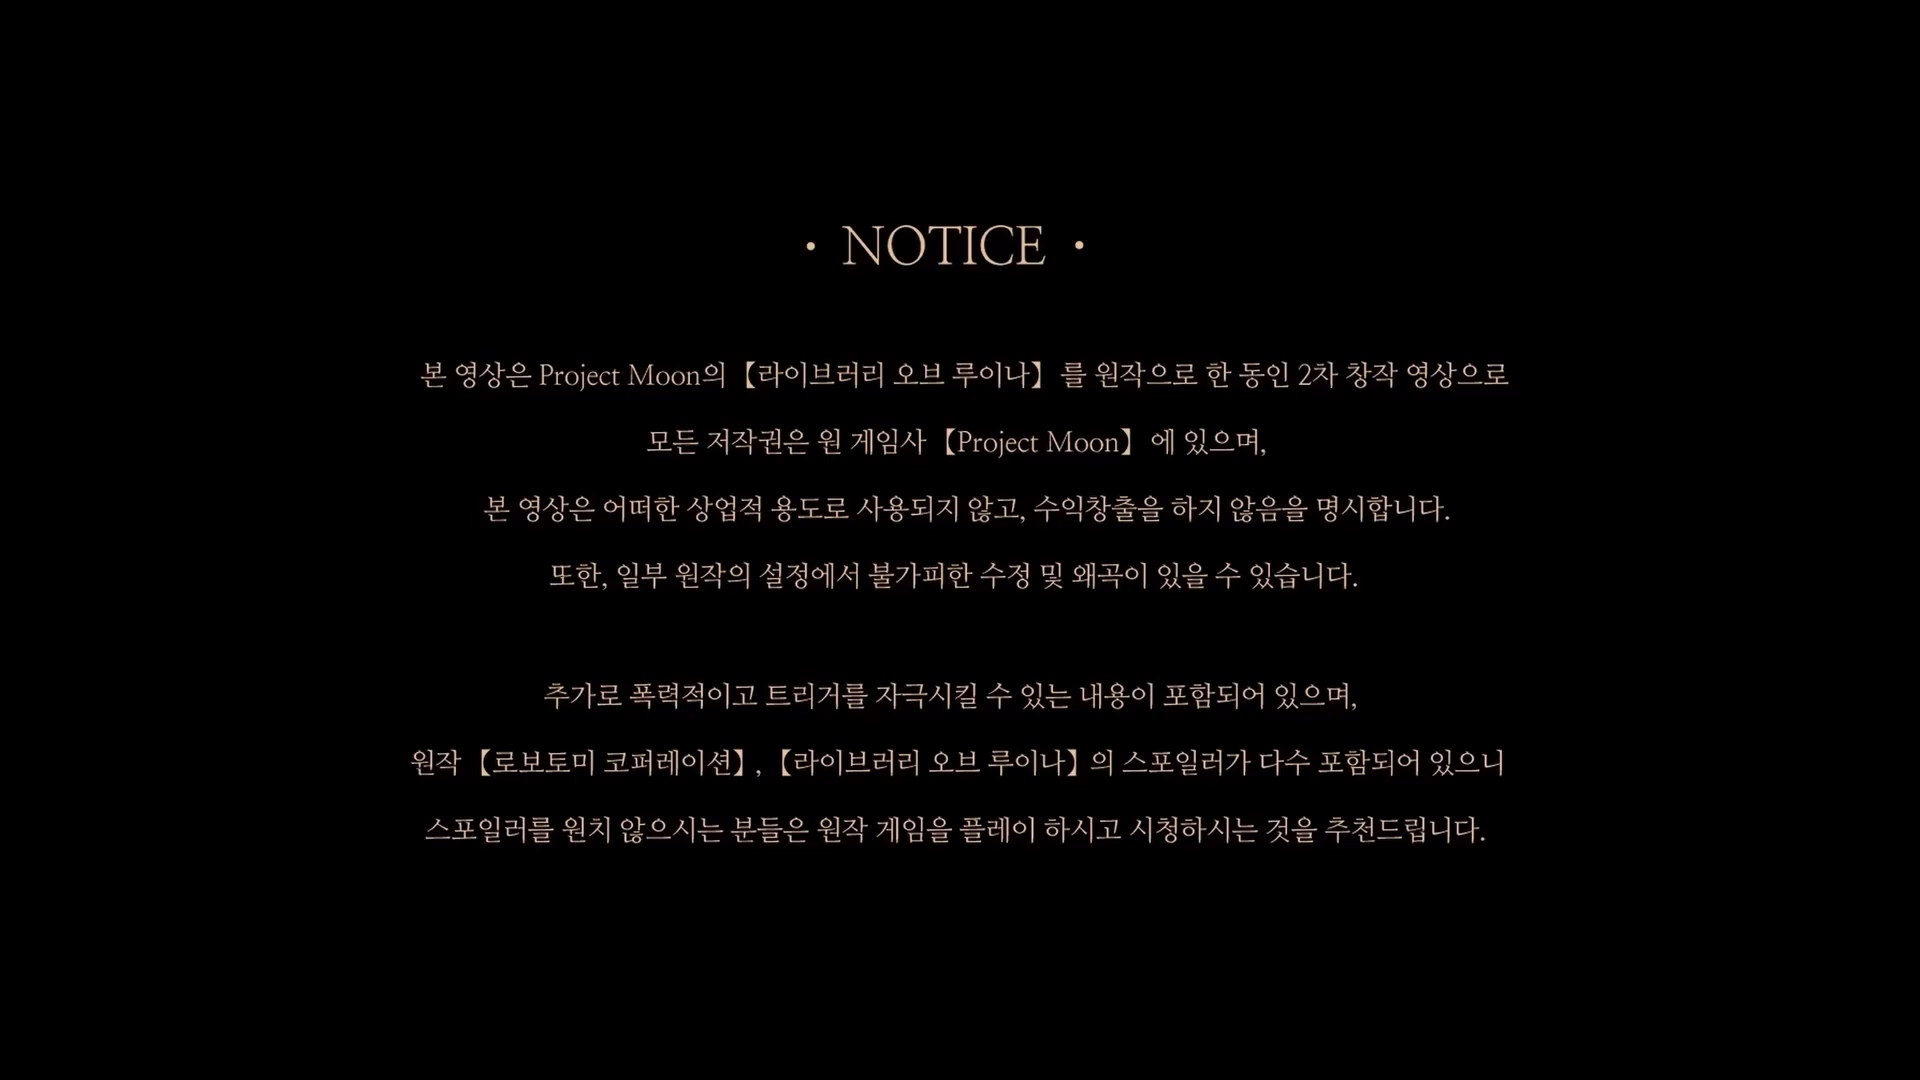 · NOTICE ·
본 영상은 Project Moon의【라이브러리 오브 루이나】를 원작으로 한 동인 2차 창작 영상으로
모든 저작권은 원 게임사【Project Moon】에 있으며,
본 영상은 어떠한 상업적 용도로 사용되지 않고, 수익창출을 하지 않음을 명시합니다.
또한, 일부 원작의 설정에서 불가피한 수정 및 왜곡이 있을 수 있습니다.
추가로 폭력적이고 트리거를 자극시킬 수 있는 내용이 포함되어 있으며,
원작【로보토미 코퍼레이션】,【라이브러리 오브 루이나】의 스포일러가 다수 포함되어 있으니
스포일러를 원치 않으시는 분들은 원작 게임을 플레이 하시고 시청하시는 것을 추천드립니다.